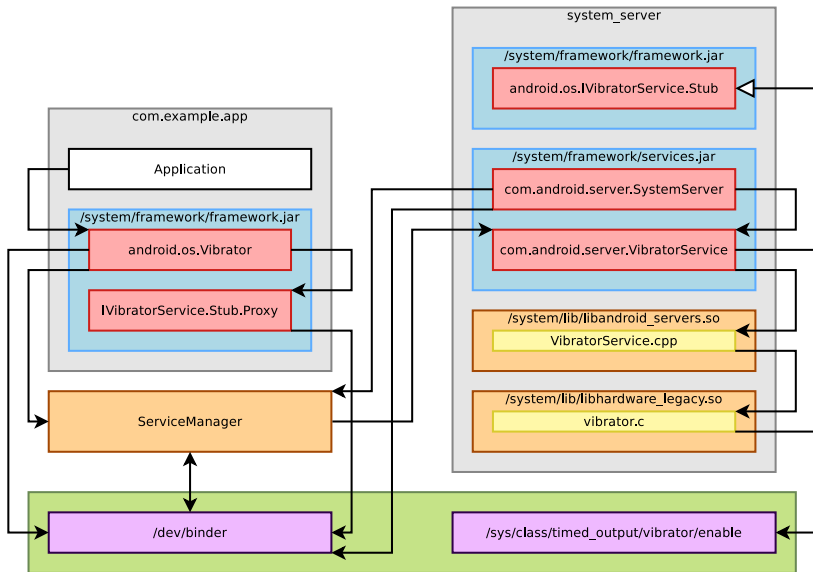 system_server
/system/framework/framework.jar
android.os.IVibratorService.Stub
com.example.app
Application
/system/framework/services.jar
com.android.server.SystemServer
/system/framework/framework.jar
android.os.Vibrator
com.android.server.VibratorService
IVibratorService.Stub.Proxy
/system/lib/libandroid_servers.so
VibratorService.cpp
/system/lib/libhardware_legacy.so
ServiceManager
vibrator.c
/dev/binder
/sys/class/timed_output/vibrator/enable